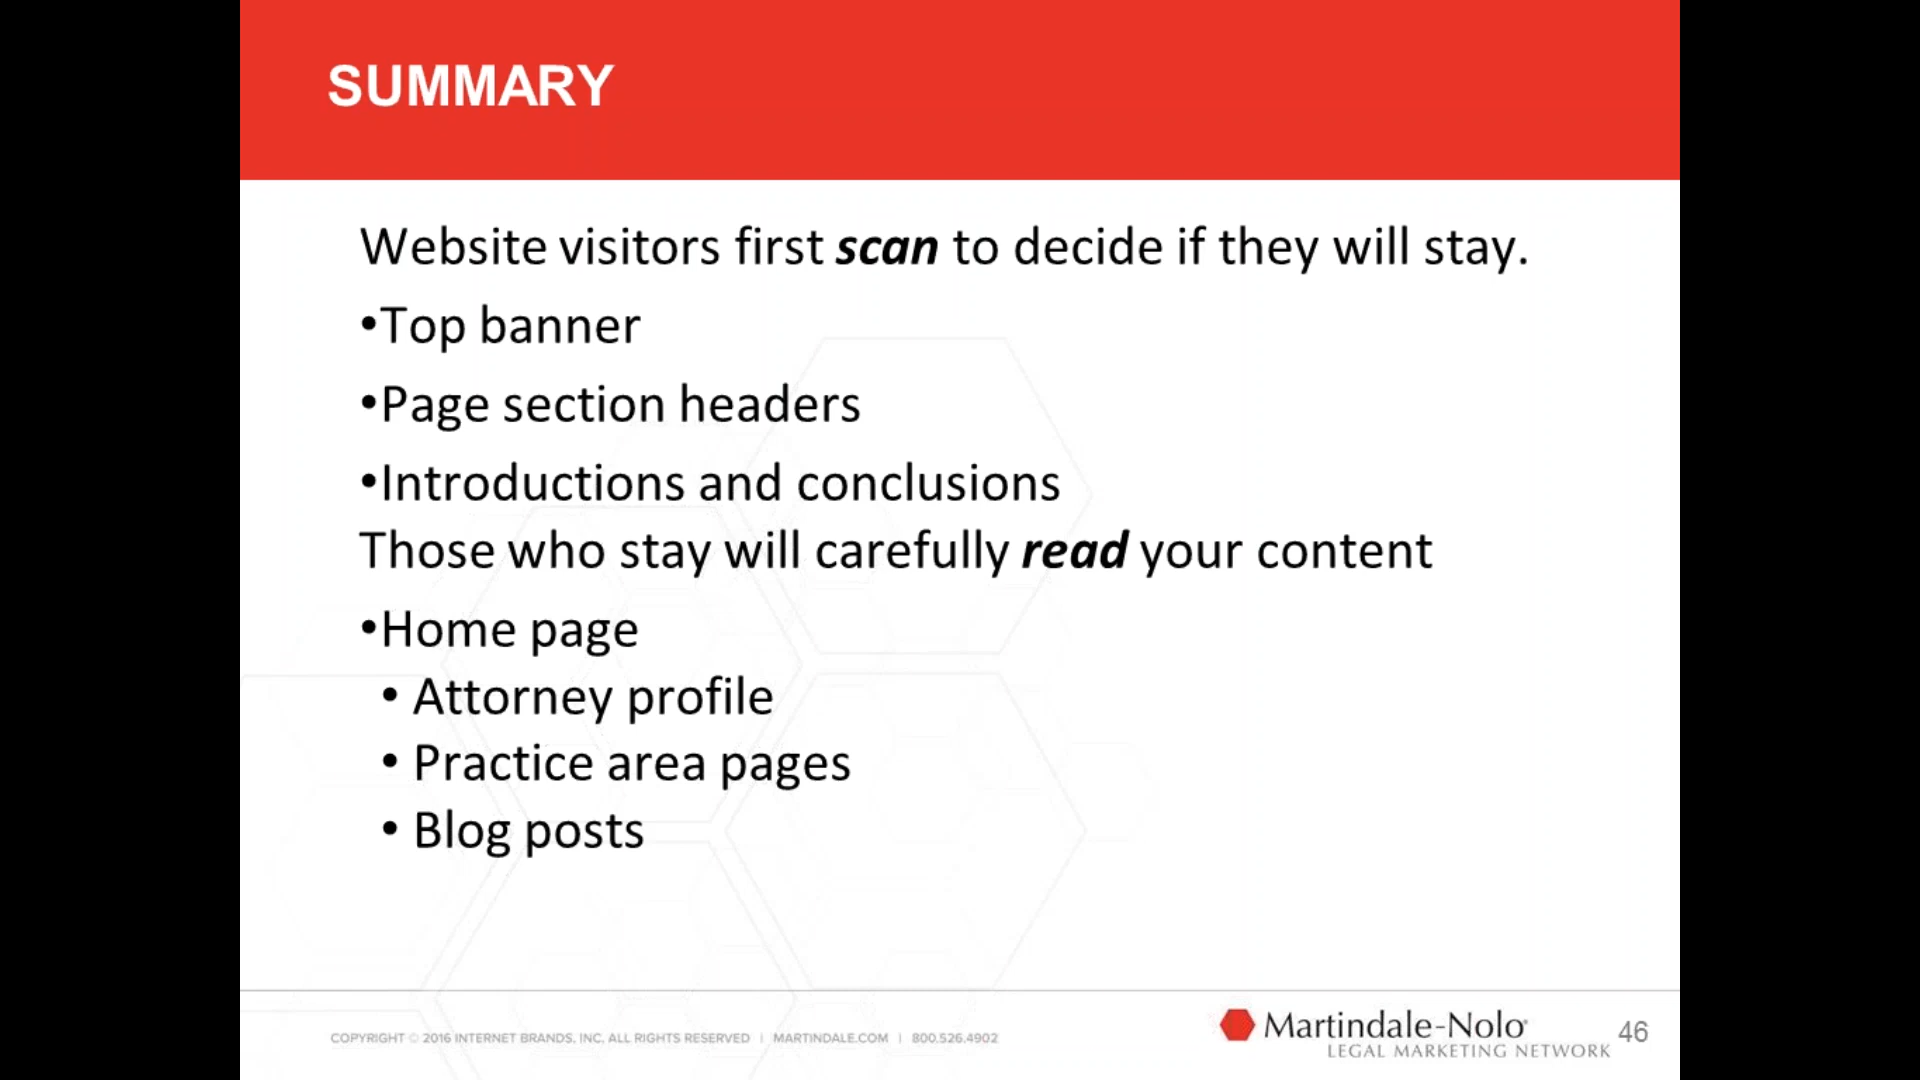 SUMMARY
Website visitors first scan to decide if they will stay.
•Top banner
•Page section headers
•Introductions and conclusions
Those who stay will carefully read your content
•Home page
• Attorney profile
• Practice area pages
• Blog posts
COPYRIGHT © 2016 INTERNET BRANDS, INC. ALL RIGHTS RESERVED | MARTINDALE.COM | 800.526.4902
Martindale-Nolo®
LEGAL MARKETING NETWORK
46